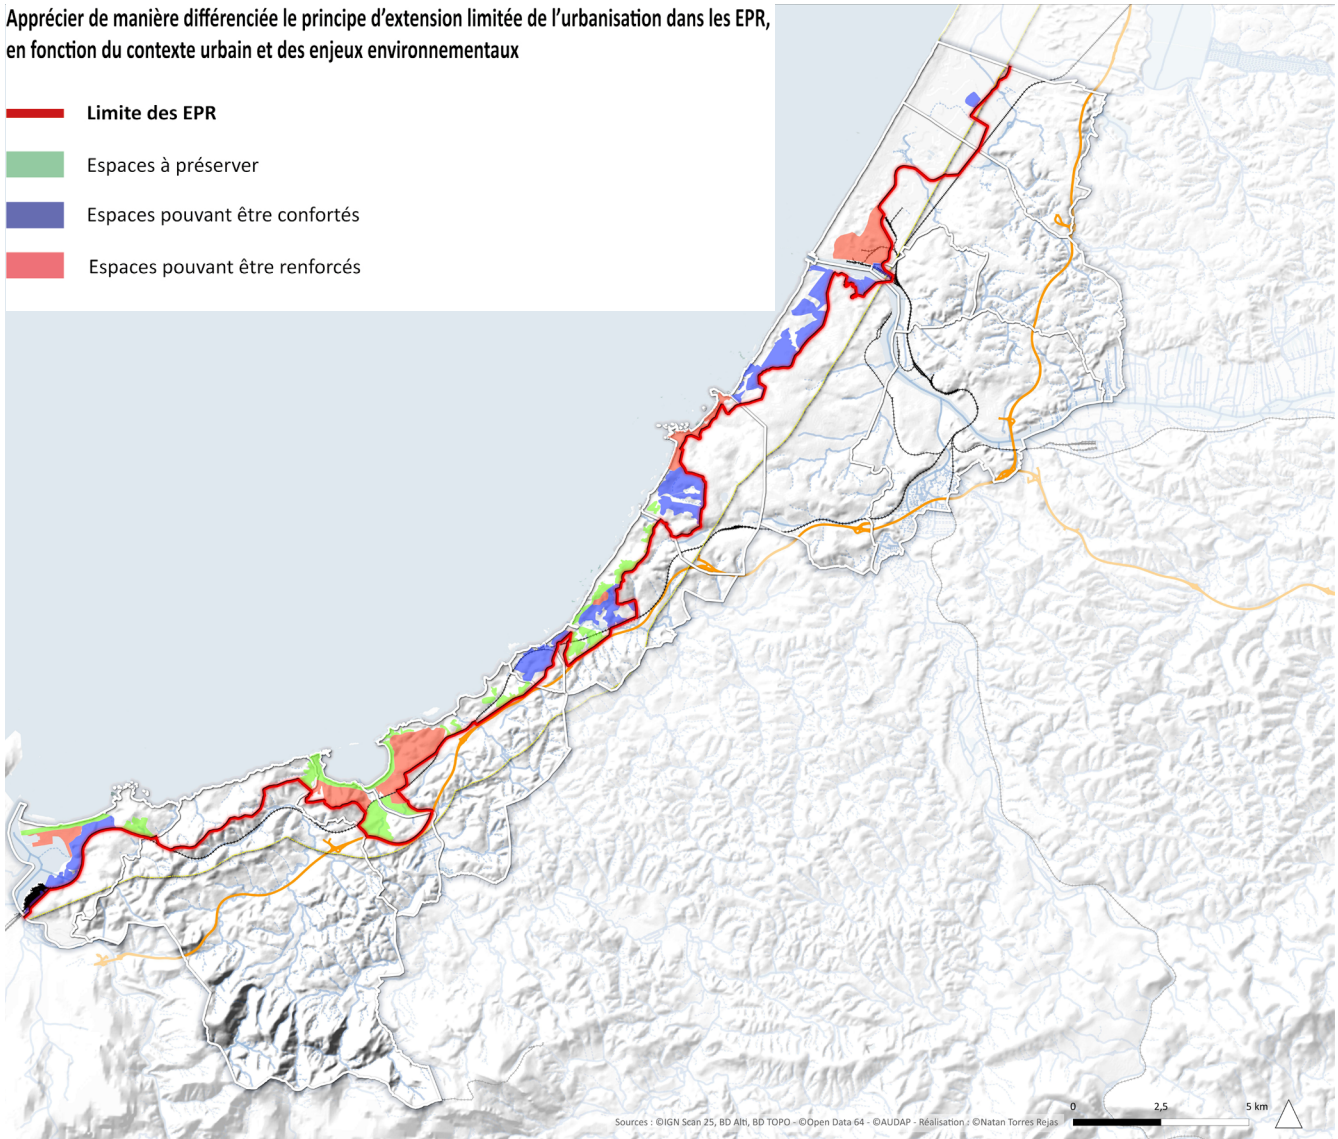 Apprécier de manière différenciée le principe d’extension limitée de l’urbanisation dans les EPR,
en fonction du contexte urbain et des enjeux environnementaux
Limite des EPR
Espaces à préserver
Espaces pouvant être confortés
Espaces pouvant être renforcés
0 2,5 5 km
Sources : ©IGN Scan 25, BD Alti, BD TOPO - ©Open Data 64 - ©AUDAP - Réalisation : ©Natan Torres Rejas